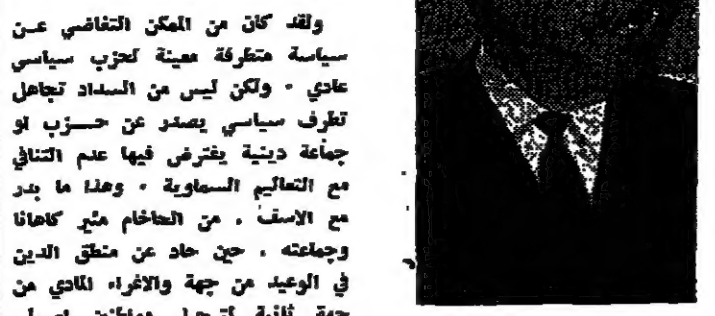 ولقد كان من الممكن التغاضي عن
سياسة متطرفة معينة لحزب سياسي
عادي . ولكن ليس من السداد تجاهل
تطرف سياسي يصدر عن حزب او
جماعة دينية يفترض فيها عدم التنافي
مع التعاليم السماوية . وهذا ما بدر
مع الاسف . من الحاخام مئير كاهانا
وجماعته . حين حاد عن منطق الدين
في الوعيد من جهة والاغراء المادي من
جهة ثانية